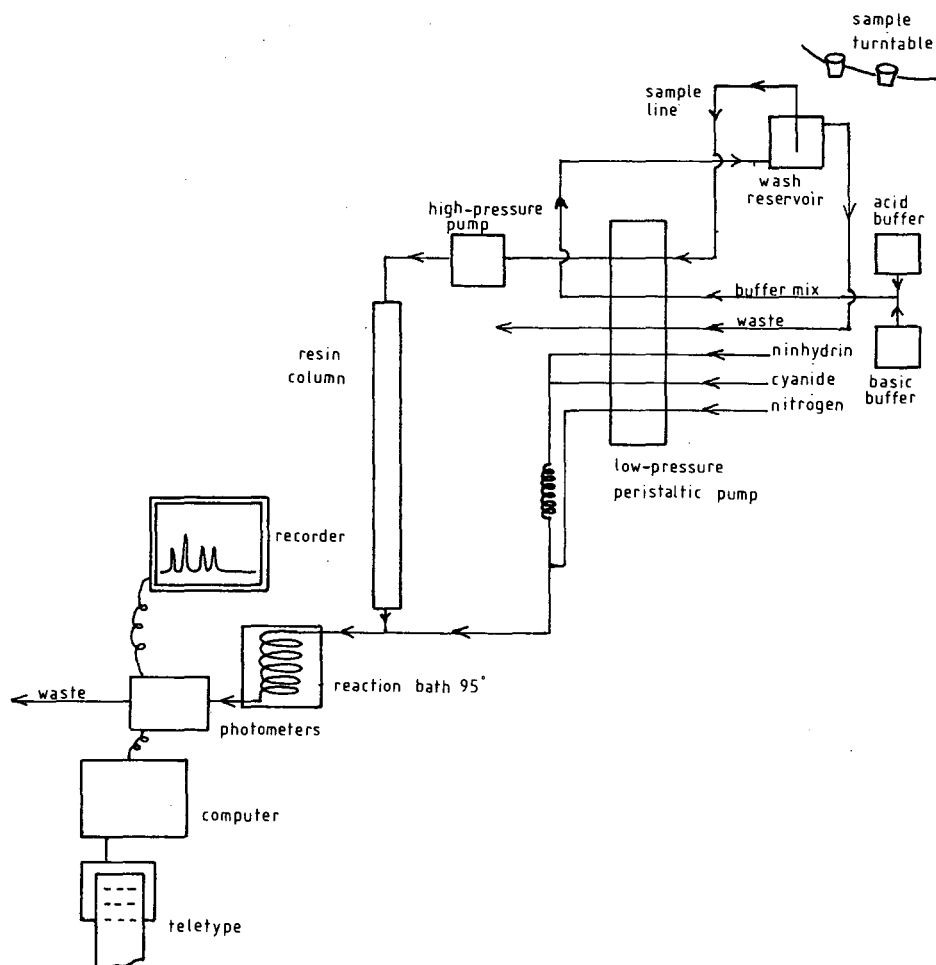 sample
turntable
sample
line
wash
reservoir
acid
buffer
high-pressure
pump
buffer mix
waste
resin
column
ninhydrin
cyanide
nitrogen
basic
buffer
low-pressure
peristaltic pump
recorder
reaction bath 95°
waste
photometers
computer
teletype